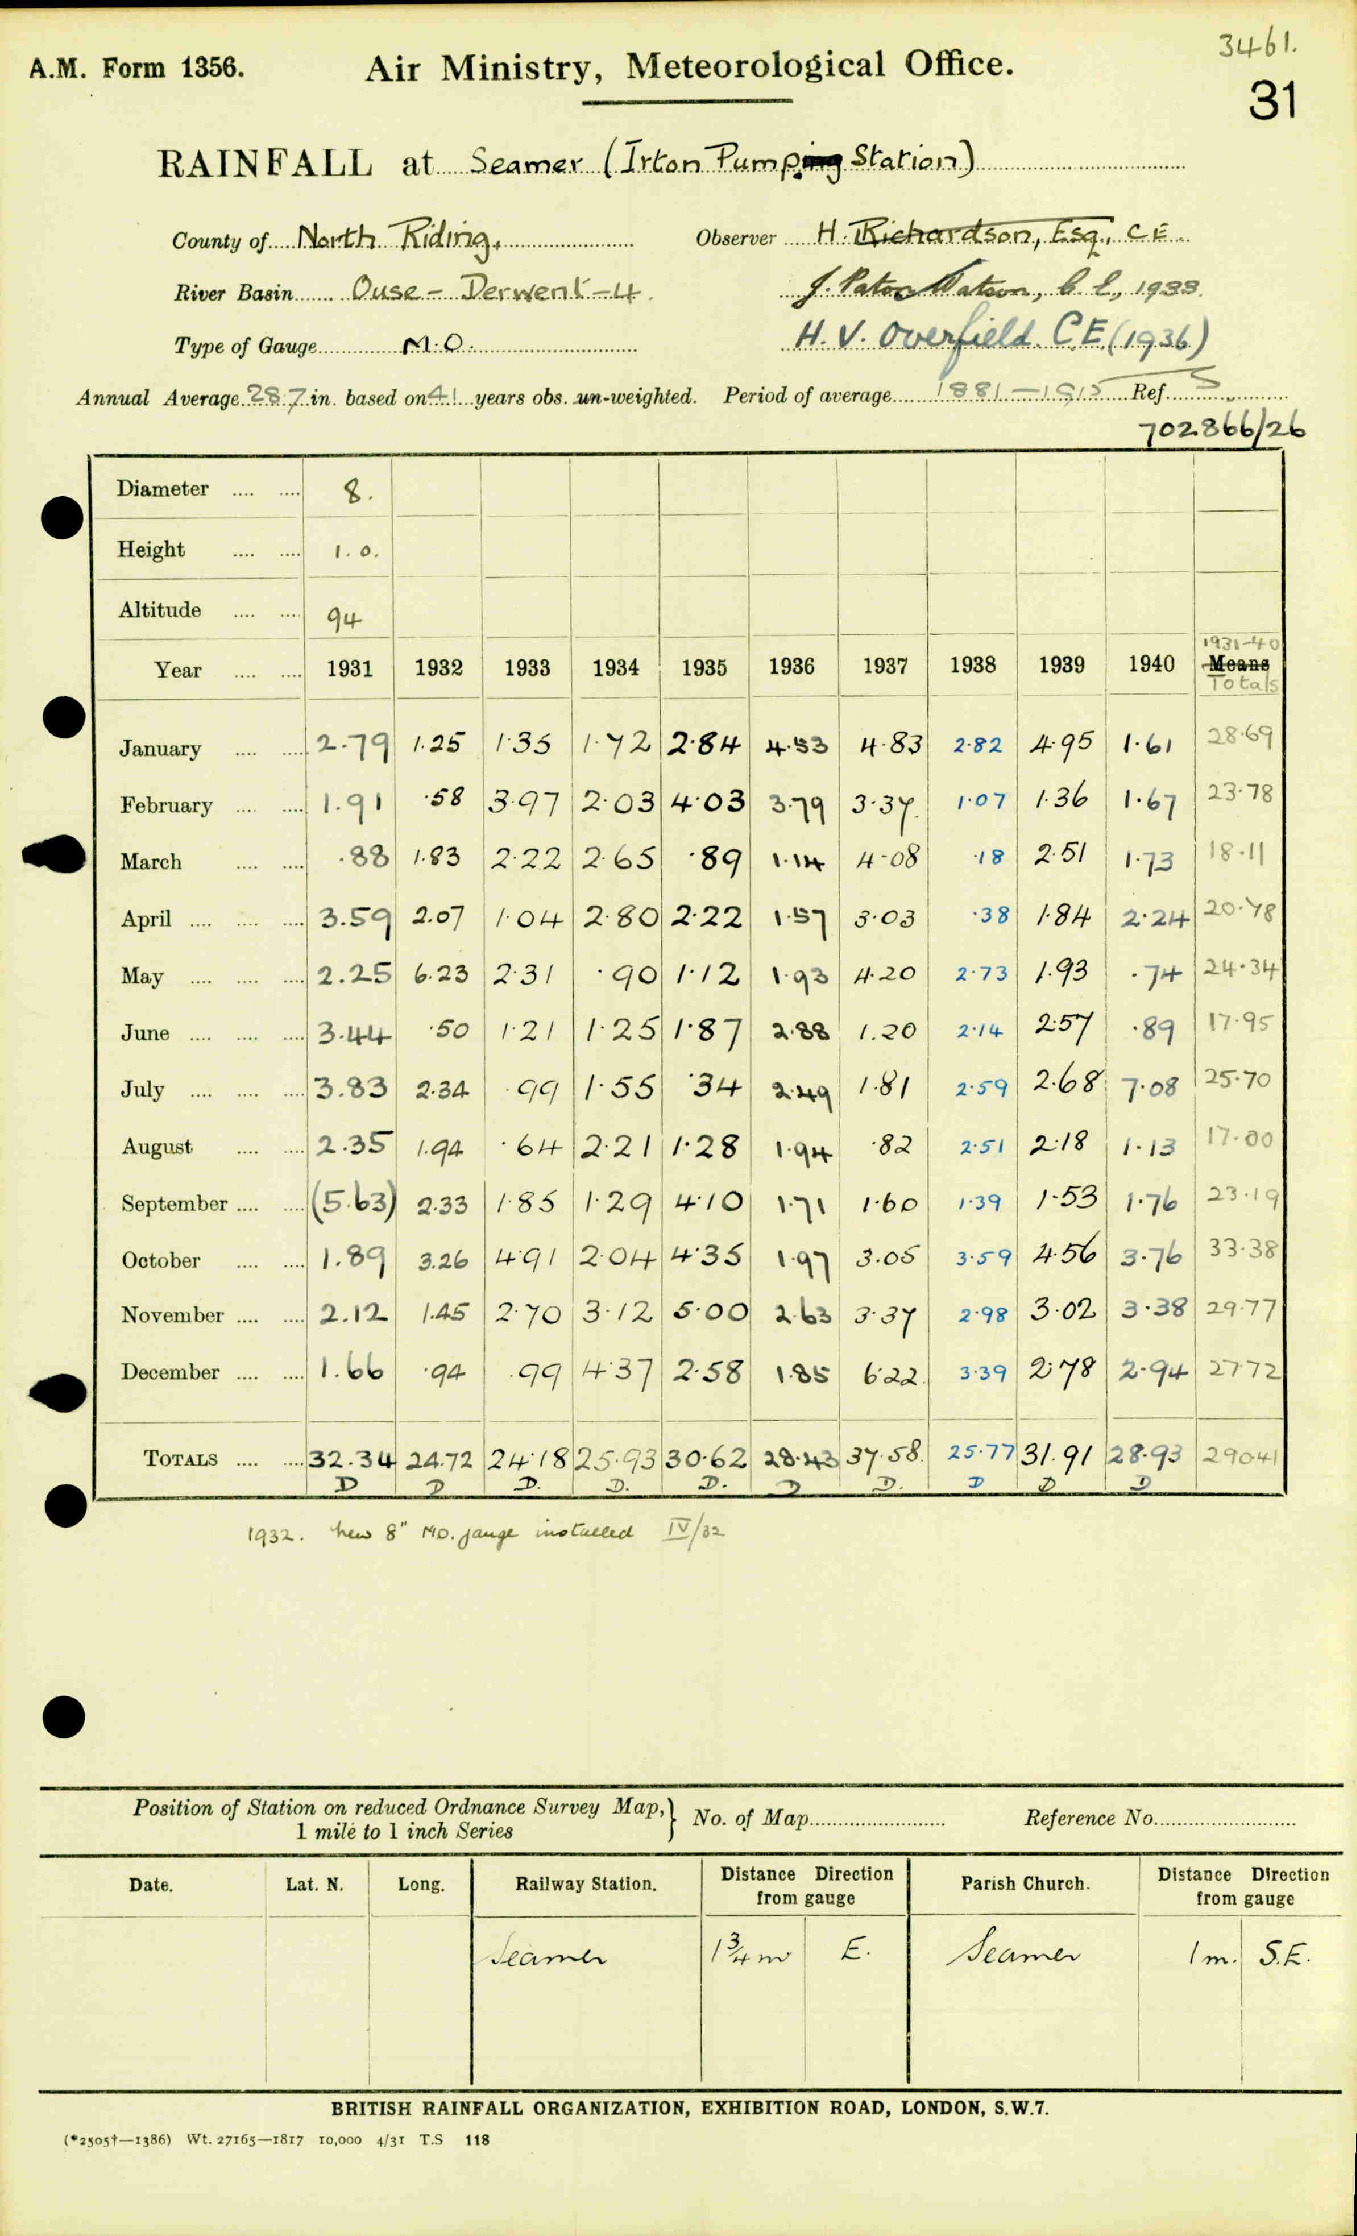 3461.
A.M. Form 1356. Air Ministry, Meteorological Office.
31
RAINFALL at Seamer (Irton Pumping Station)
County of North Riding. Observer H. Richardson, Esq., C.E.
River Basin Ouse - Derwent - 4. J. Paton Watson, C.E., 1933.
Type of Gauge M.O. H. V. Overfield. C.E. (1936)
Annual Average 28.7 in. based on 41 years obs. un-weighted. Period of average 1881-1915 Ref. S
702866/26
Diameter .... .... 8.
Height .... .... 1.0.
Altitude .... .... 94
1931-40
Year .... .... 1931 1932 1933 1934 1935 1936 1937 1938 1939 1940 Means
Totals
January .... .... 2.79 1.25 1.35 1.72 2.84 4.53 4.83 2.82 4.95 1.61 28.69
February .... .... 1.91 .58 3.97 2.03 4.03 3.79 3.37 1.07 1.36 1.67 23.78
March .... .... .88 1.83 2.22 2.65 .89 1.14 4.08 .18 2.51 1.73 18.11
April .... .... .... 3.59 2.07 1.04 2.80 2.22 1.57 3.03 .38 1.84 2.24 20.78
May .... .... .... 2.25 6.23 2.31 .90 1.12 1.93 4.20 2.73 1.93 .74 24.34
June .... .... .... 3.44 .50 1.21 1.25 1.87 2.88 1.20 2.14 2.57 .89 17.95
July .... .... .... 3.83 2.34 .99 1.55 .34 2.49 1.81 2.59 2.68 7.08 25.70
August .... .... 2.35 1.94 .64 2.21 1.28 1.94 .82 2.51 2.18 1.13 17.00
September .... .... (5.63) 2.33 1.85 1.29 4.10 1.71 1.60 1.39 1.53 1.76 23.19
October .... .... 1.89 3.26 4.91 2.04 4.35 1.97 3.05 3.59 4.56 3.76 33.38
November .... .... 2.12 1.45 2.70 3.12 5.00 2.63 3.37 2.98 3.02 3.38 29.77
December .... .... 1.66 .94 .99 4.37 2.58 1.85 6.22 3.39 2.78 2.94 27.72
TOTALS .... .... 32.34 24.72 24.18 25.93 30.62 28.43 37.58 25.77 31.91 28.93 290.41
D D D. D. D. D D. D D D
1932. New 8" M.O. gauge installed IV/32
Position of Station on reduced Ordnance Survey Map, } No. of Map Reference No.
1 mile to 1 inch Series
Date. Lat. N. Long. Railway Station. Distance Direction from gauge Parish Church. Distance Direction from gauge
Seamer 1 3/4 m E. Seamer 1 m. S.E.
BRITISH RAINFALL ORGANIZATION, EXHIBITION ROAD, LONDON, S.W.7.
(*2505†—1386) Wt. 27165—1817 10,000 4/31 T.S 118